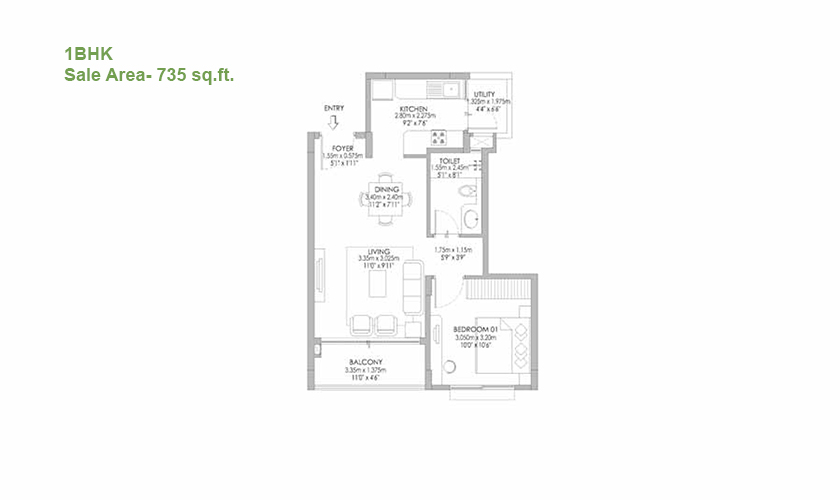 1BHK
Sale Area- 735 sq.ft.
ENTRY
KITCHEN
2.80m x 2.275m
9'2" x 7'6"
UTILITY
1.325m x 1.975m
4'4" x 6'6"
FOYER
1.55m x 0.575m
5'1" x 1'11"
TOILET
1.55m x 2.45m
5'1" x 8'1"
DINING
3.40m x 2.40m
11'2" x 7'11"
LIVING
3.35m x 3.025m
11'0" x 9'11"
1.75m x 1.15m
5'9" x 3'9"
BEDROOM 01
3.050m x 3.20m
10'0" x 10'6"
BALCONY
3.35m x 1.375m
11'0" x 4'6"